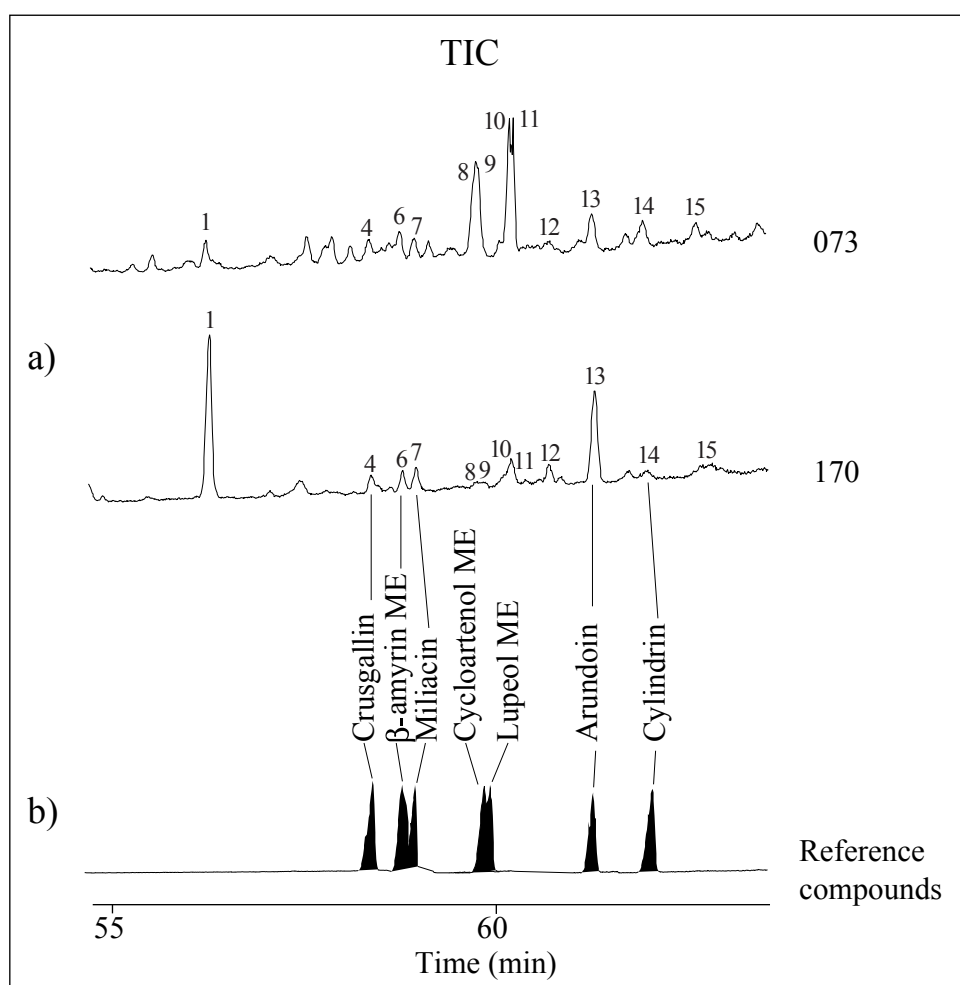 TIC
1
4
6
7
8
9
10
11
12
13
14
15
073
a)
1
4
6
7
8
9
10
11
12
13
14
15
170
Crusgallin
β-amyrin ME
Miliacin
Cycloartenol ME
Lupeol ME
Arundoin
Cylindrin
b)
Reference
compounds
55
60
Time (min)